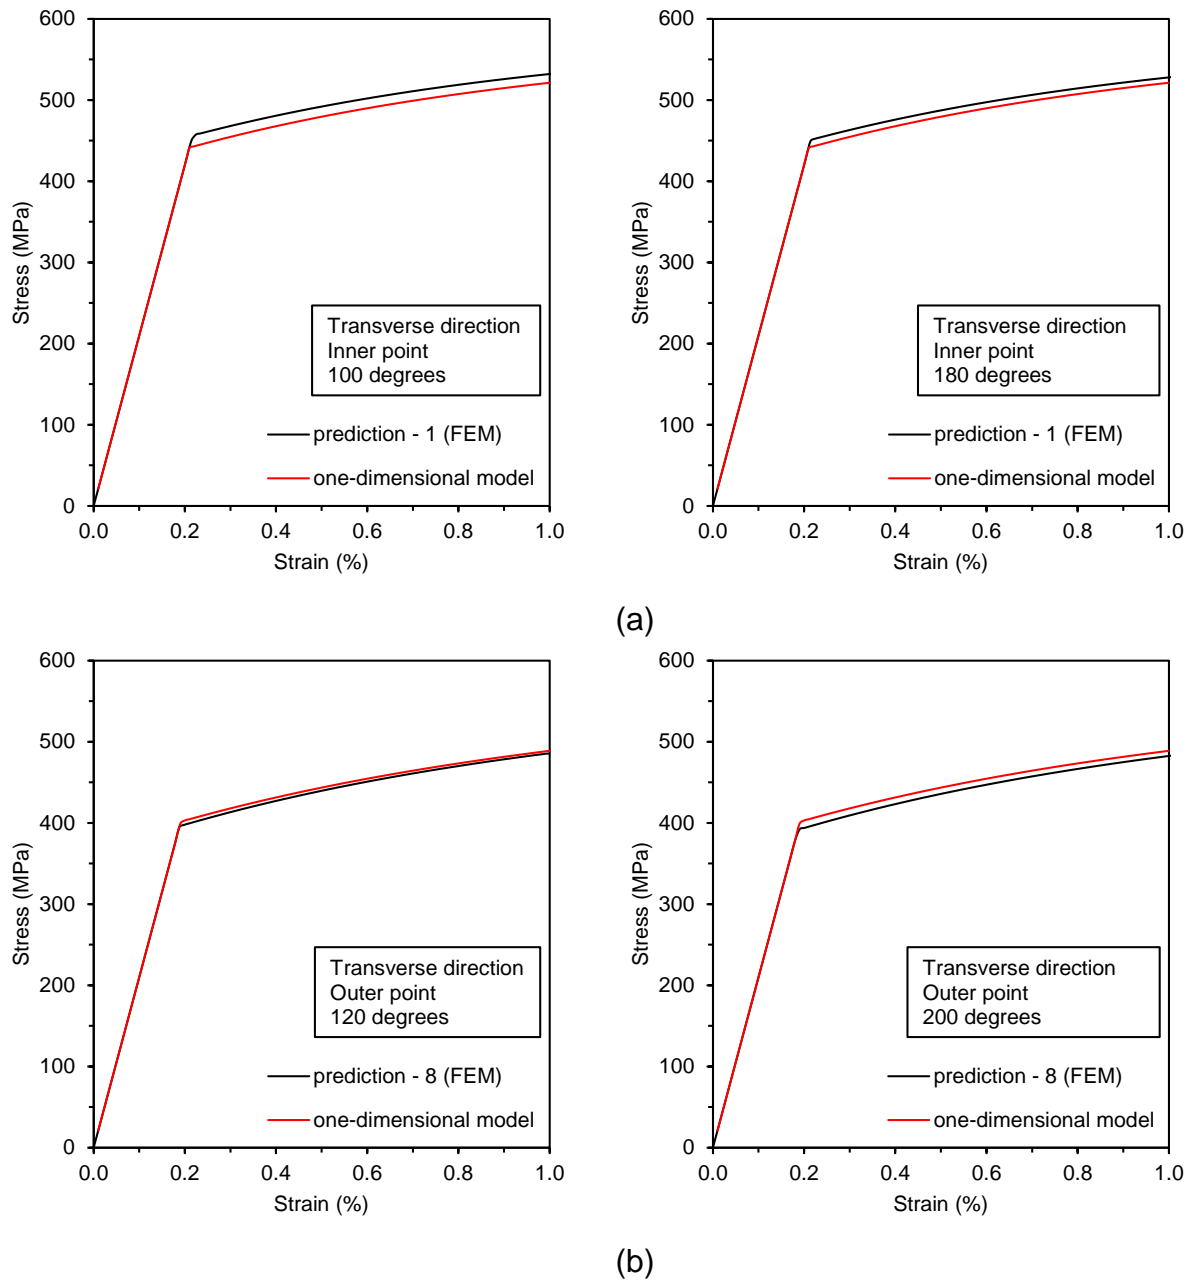 600
500
400
300
200
100
0
Stress (MPa)
Transverse direction
Inner point
100 degrees
prediction - 1 (FEM)
one-dimensional model
0.0 0.2 0.4 0.6 0.8 1.0
Strain (%)
600
500
400
300
200
100
0
Stress (MPa)
Transverse direction
Inner point
180 degrees
prediction - 1 (FEM)
one-dimensional model
0.0 0.2 0.4 0.6 0.8 1.0
Strain (%)
(a)
600
500
400
300
200
100
0
Stress (MPa)
Transverse direction
Outer point
120 degrees
prediction - 8 (FEM)
one-dimensional model
0.0 0.2 0.4 0.6 0.8 1.0
Strain (%)
600
500
400
300
200
100
0
Stress (MPa)
Transverse direction
Outer point
200 degrees
prediction - 8 (FEM)
one-dimensional model
0.0 0.2 0.4 0.6 0.8 1.0
Strain (%)
(b)